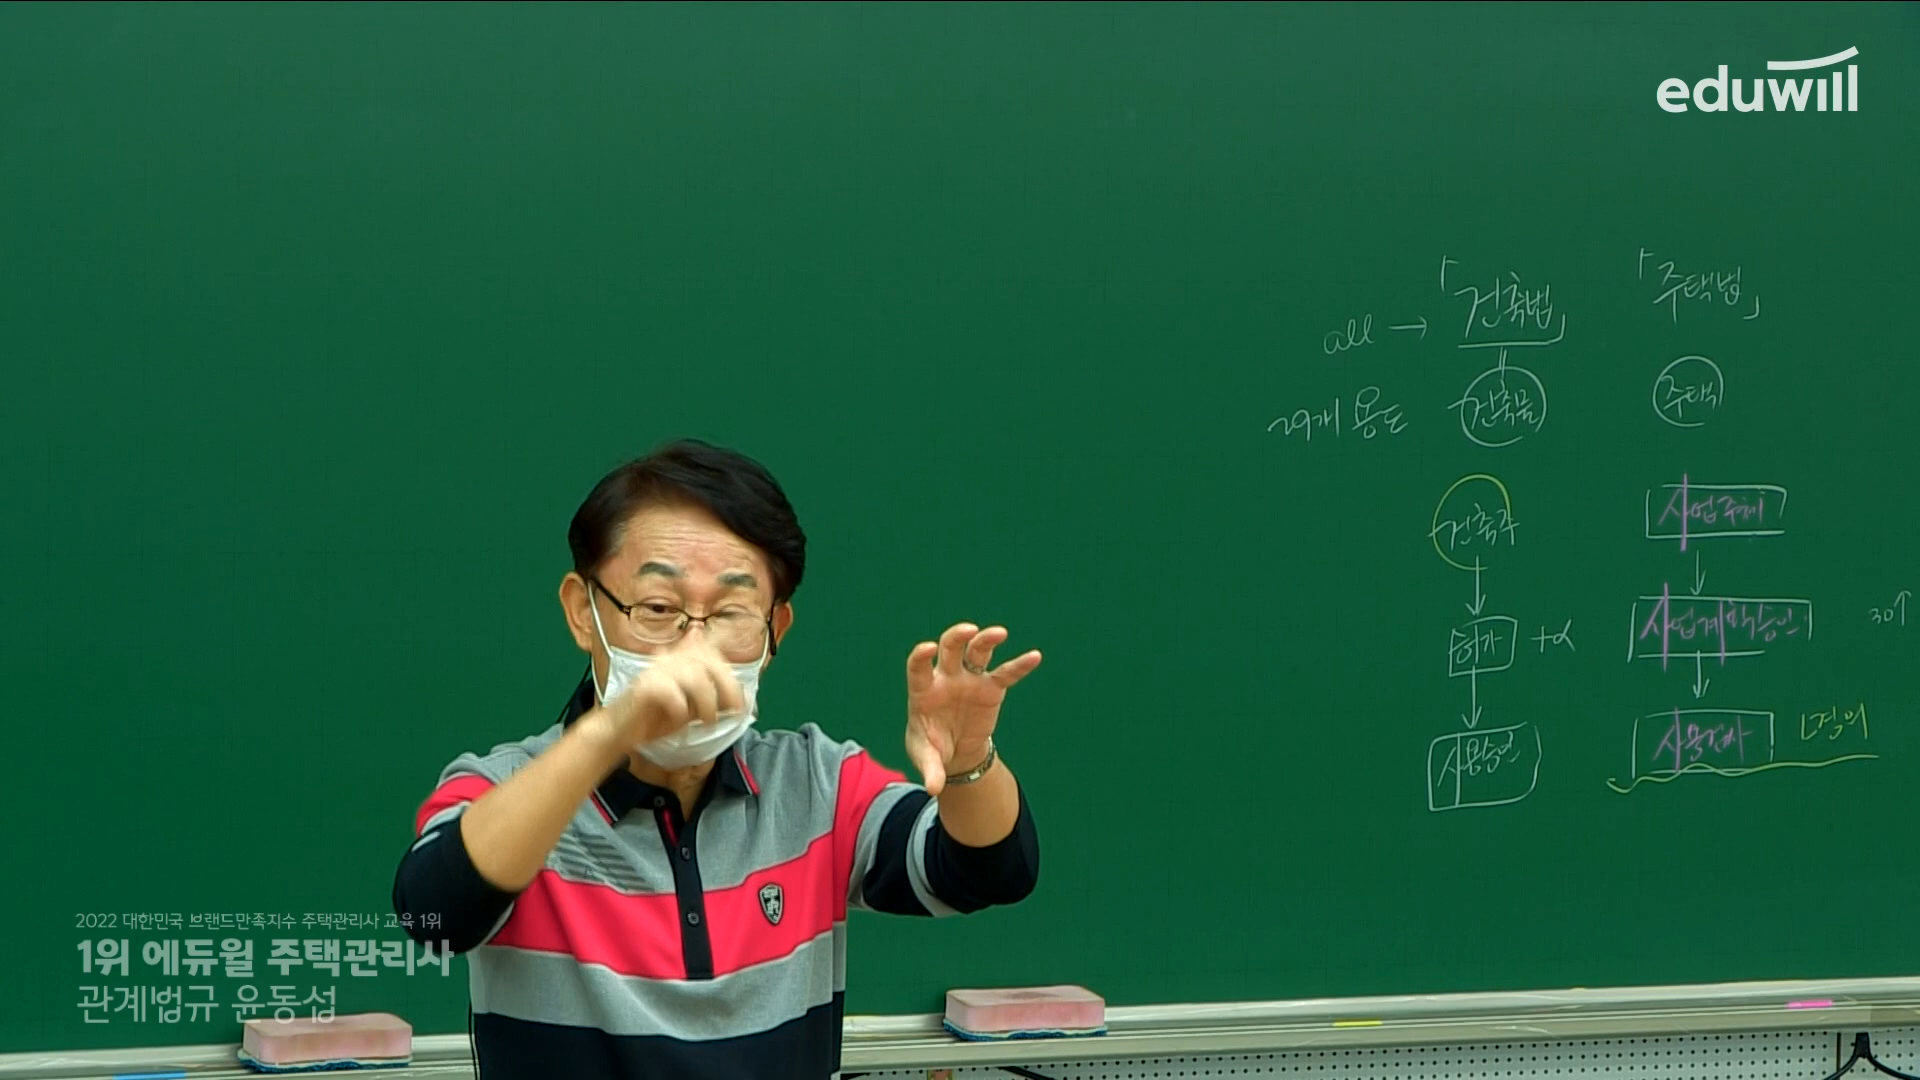 eduwill
「건축법」 「주택법」
all →
29개 용도 건축물 주택
건축주 사업주체
허가 +α 사업계획승인 30↑
사용승인 사용검사
2022 대한민국 브랜드만족지수 주택관리사 교육 1위
1위 에듀윌 주택관리사
관계법규 윤동섭